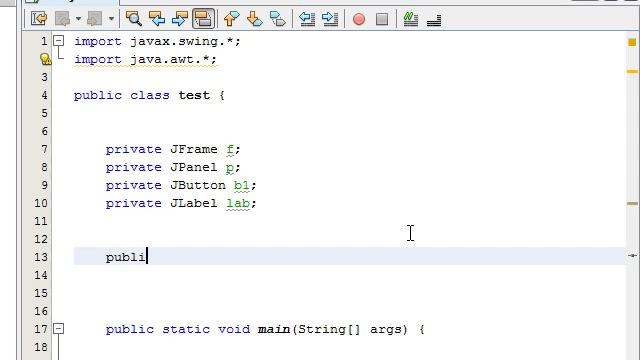 1 import javax.swing.*;
import java.awt.*;
3
4 public class test {
5
6
7 private JFrame f;
8 private JPanel p;
9 private JButton b1;
10 private JLabel lab;
11
12
13 publi
14
15
16
17 public static void main(String[] args) {
18